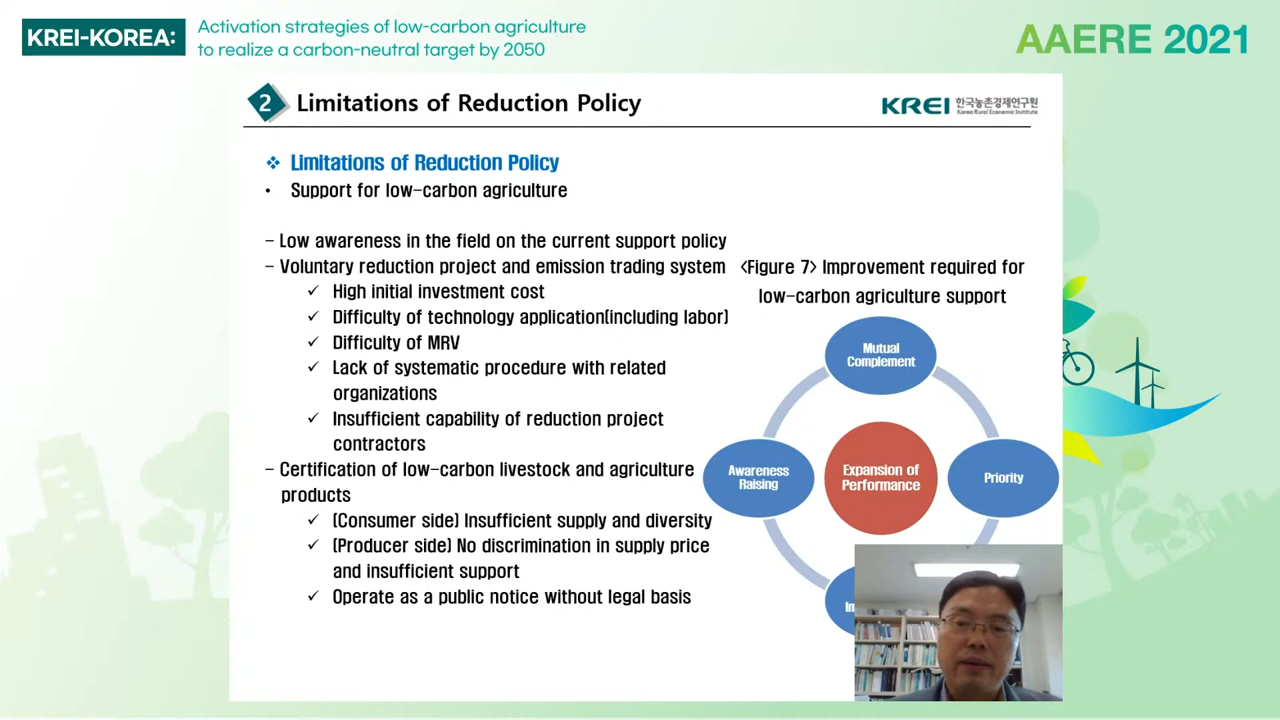 KREI-KOREA:
Activation strategies of low-carbon agriculture
to realize a carbon-neutral target by 2050
AAERE 2021
2
Limitations of Reduction Policy
KREI 한국농촌경제연구원
Korea Rural Economic Institute
❖ Limitations of Reduction Policy
• Support for low-carbon agriculture
- Low awareness in the field on the current support policy
- Voluntary reduction project and emission trading system
✓ High initial investment cost
✓ Difficulty of technology application(including labor)
✓ Difficulty of MRV
✓ Lack of systematic procedure with related
organizations
✓ Insufficient capability of reduction project
contractors
- Certification of low-carbon livestock and agriculture
products
✓ (Consumer side) Insufficient supply and diversity
✓ (Producer side) No discrimination in supply price
and insufficient support
✓ Operate as a public notice without legal basis
<Figure 7> Improvement required for
low-carbon agriculture support
Mutual
Complement
Awareness
Raising
Expansion of
Performance
Priority